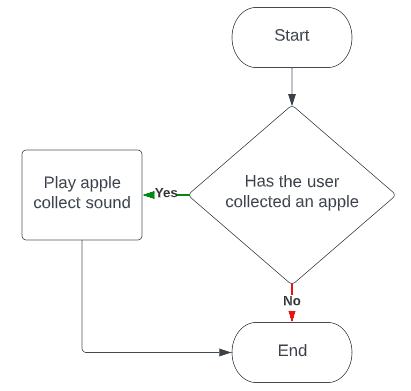 Start
Has the user
collected an apple
Yes
Play apple
collect sound
No
End